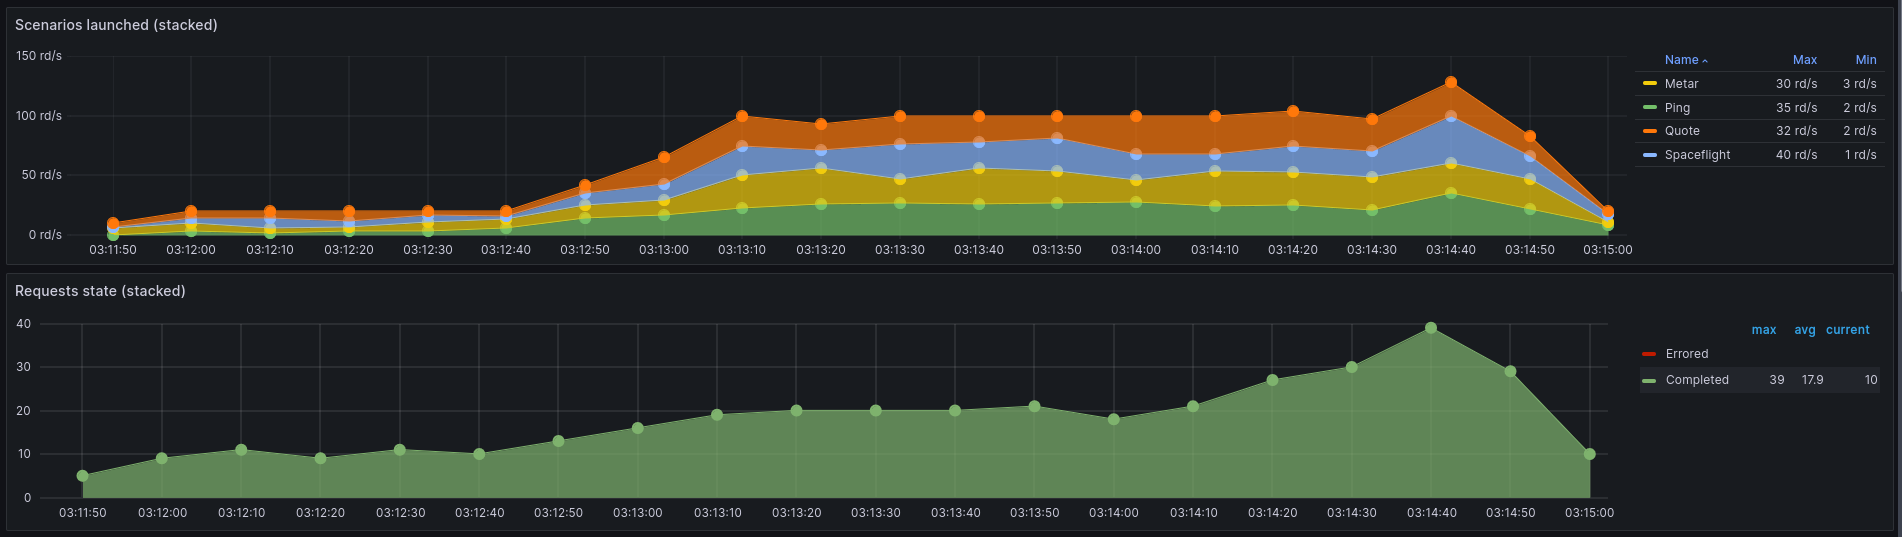 Scenarios launched (stacked)
150 rd/s
100 rd/s
50 rd/s
0 rd/s
03:11:50 03:12:00 03:12:10 03:12:20 03:12:30 03:12:40 03:12:50 03:13:00 03:13:10 03:13:20 03:13:30 03:13:40 03:13:50 03:14:00 03:14:10 03:14:20 03:14:30 03:14:40 03:14:50 03:15:00
Name Max Min
Metar 30 rd/s 3 rd/s
Ping 35 rd/s 2 rd/s
Quote 32 rd/s 2 rd/s
Spaceflight 40 rd/s 1 rd/s
Requests state (stacked)
40
30
20
10
0
03:11:50 03:12:00 03:12:10 03:12:20 03:12:30 03:12:40 03:12:50 03:13:00 03:13:10 03:13:20 03:13:30 03:13:40 03:13:50 03:14:00 03:14:10 03:14:20 03:14:30 03:14:40 03:14:50 03:15:00
max avg current
Errored
Completed 39 17.9 10